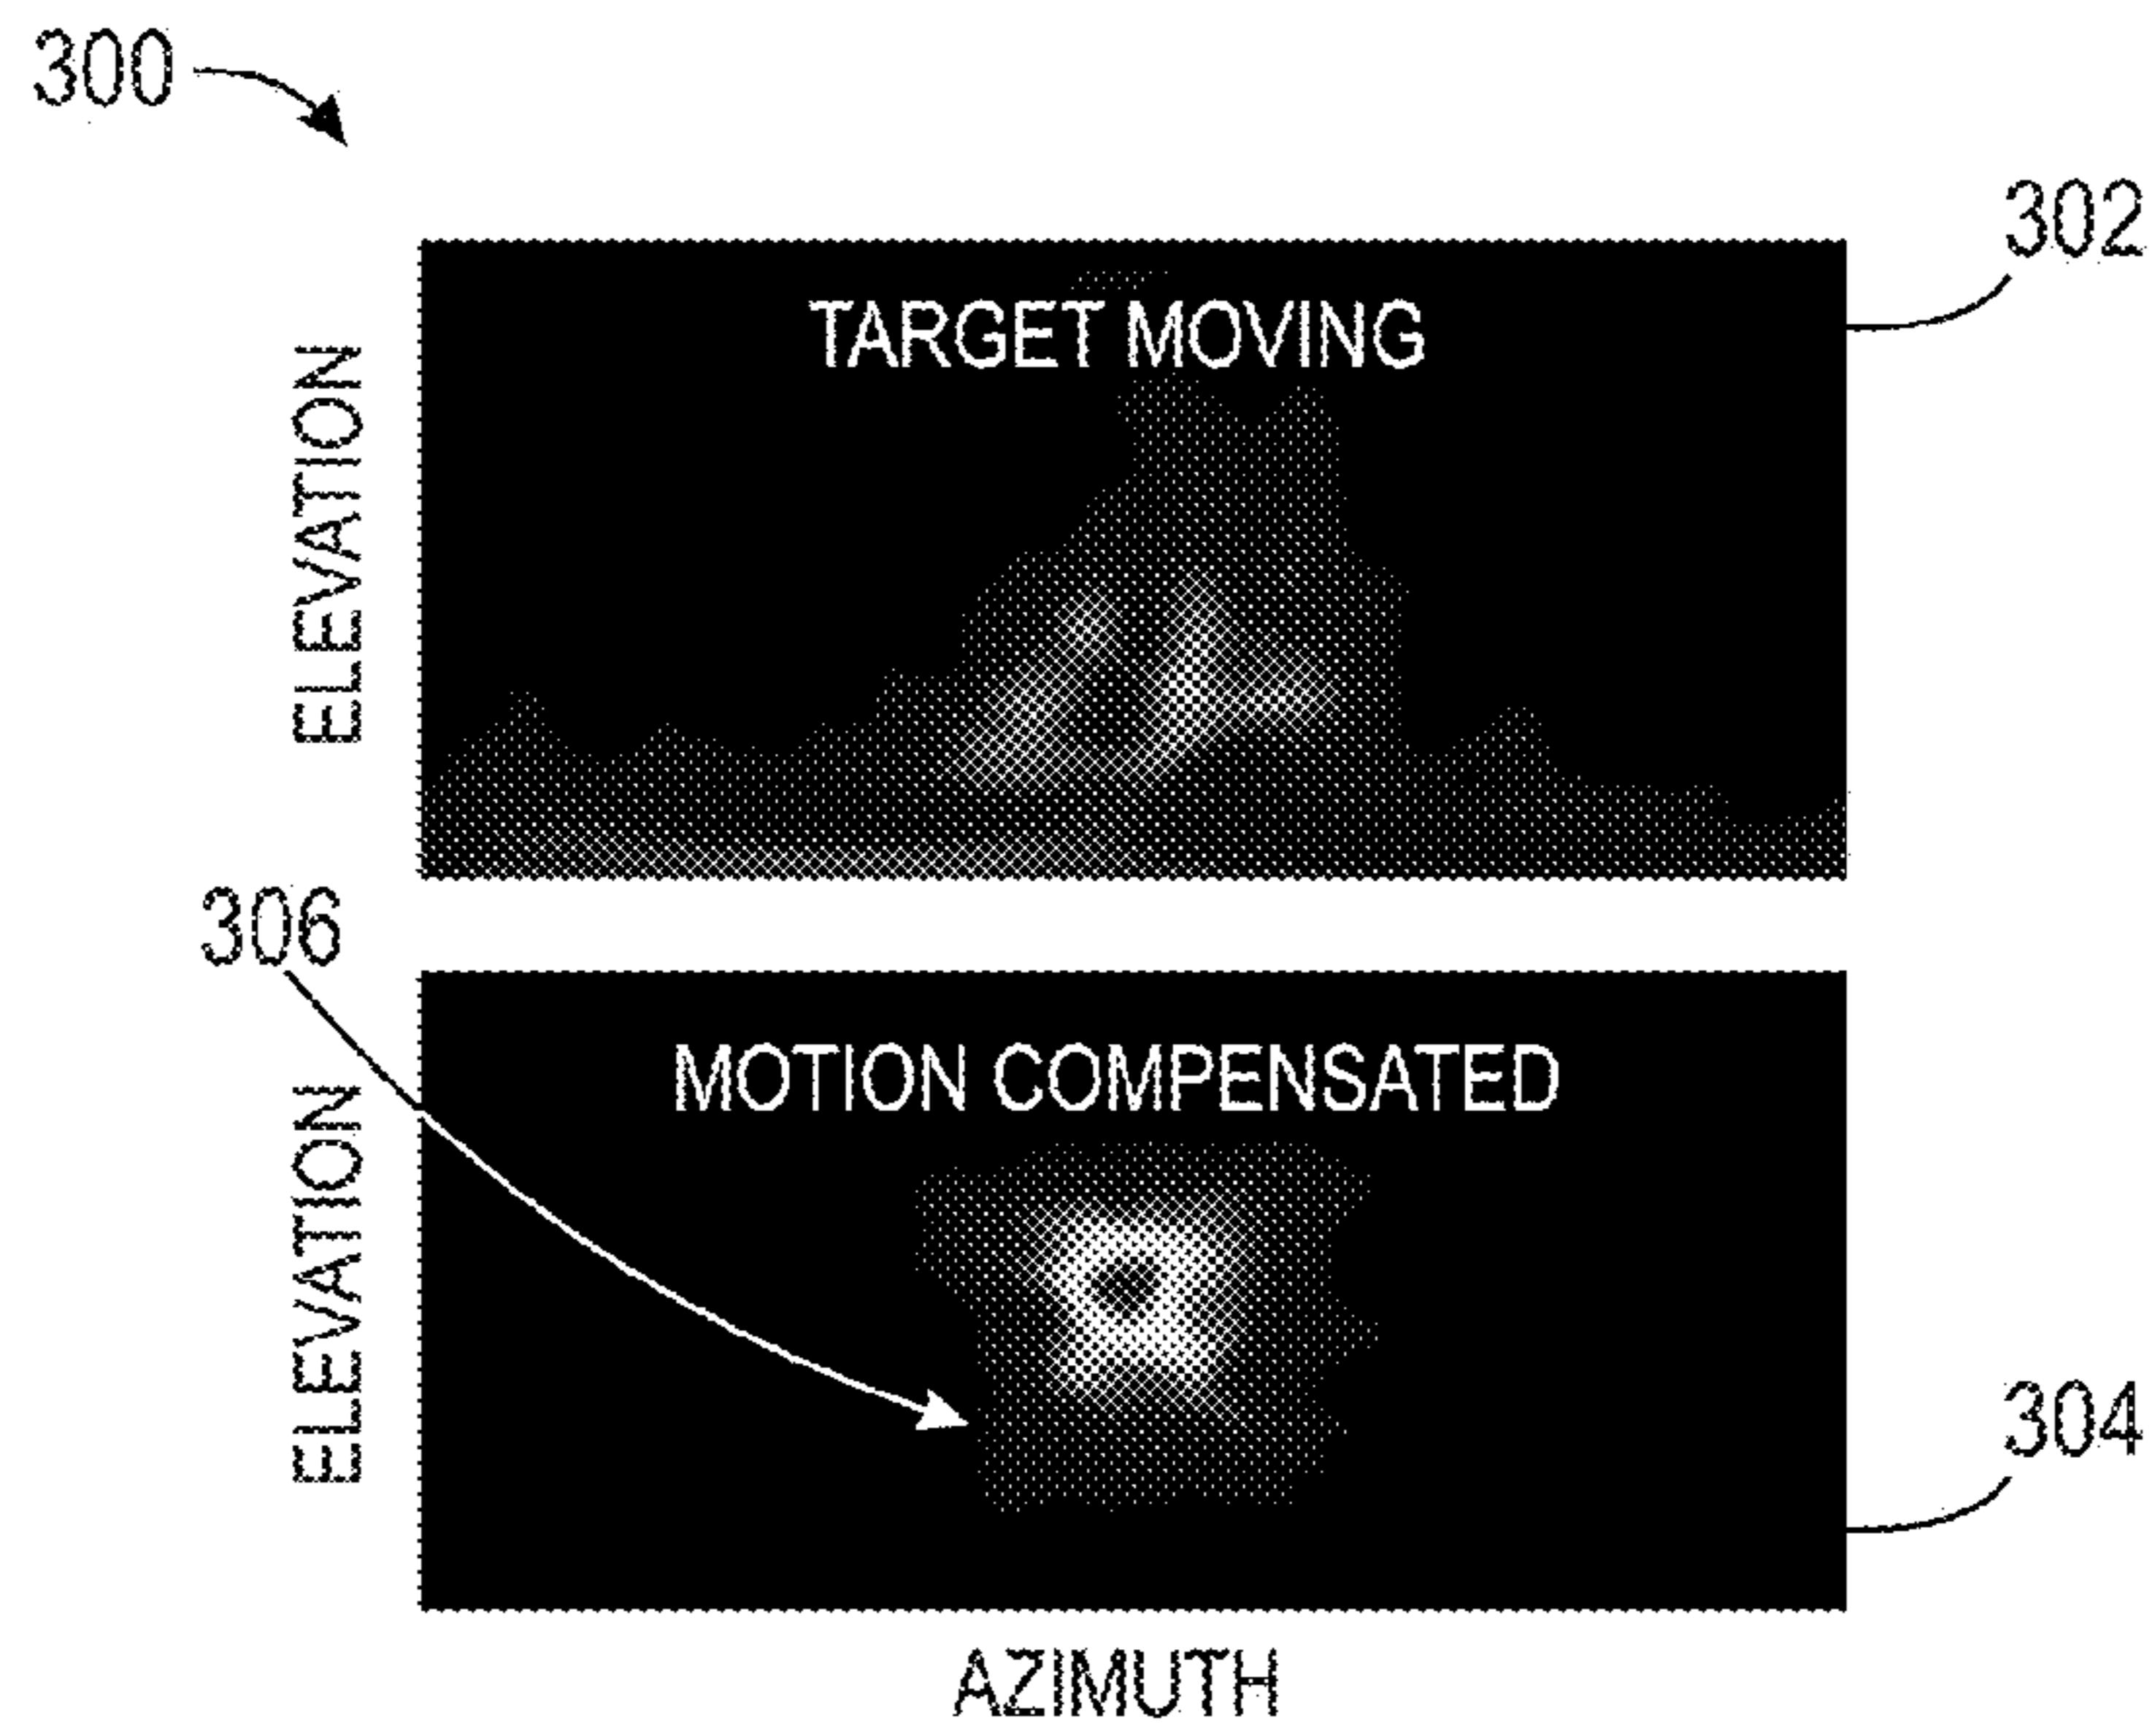 300
302
TARGET MOVING
ELEVATION
306
MOTION COMPENSATED
ELEVATION
304
AZIMUTH